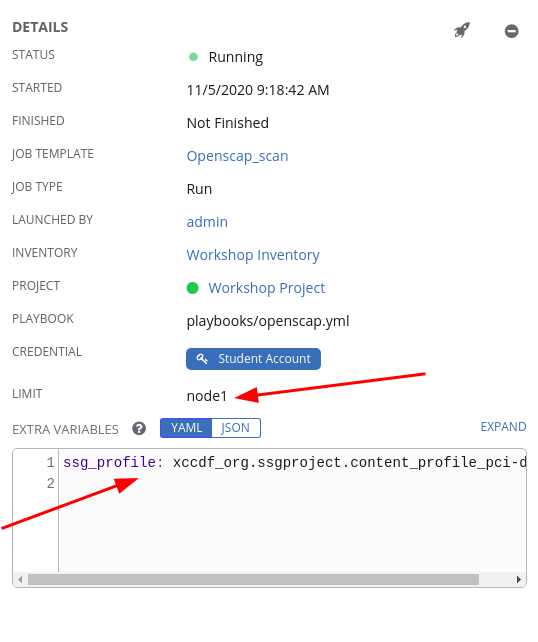 DETAILS
STATUS Running
STARTED 11/5/2020 9:18:42 AM
FINISHED Not Finished
JOB TEMPLATE Openscap_scan
JOB TYPE Run
LAUNCHED BY admin
INVENTORY Workshop Inventory
PROJECT Workshop Project
PLAYBOOK playbooks/openscap.yml
CREDENTIAL Student Account
LIMIT node1
EXTRA VARIABLES ? YAML JSON EXPAND
1 ssg_profile: xccdf_org.ssgproject.content_profile_pci-d
2